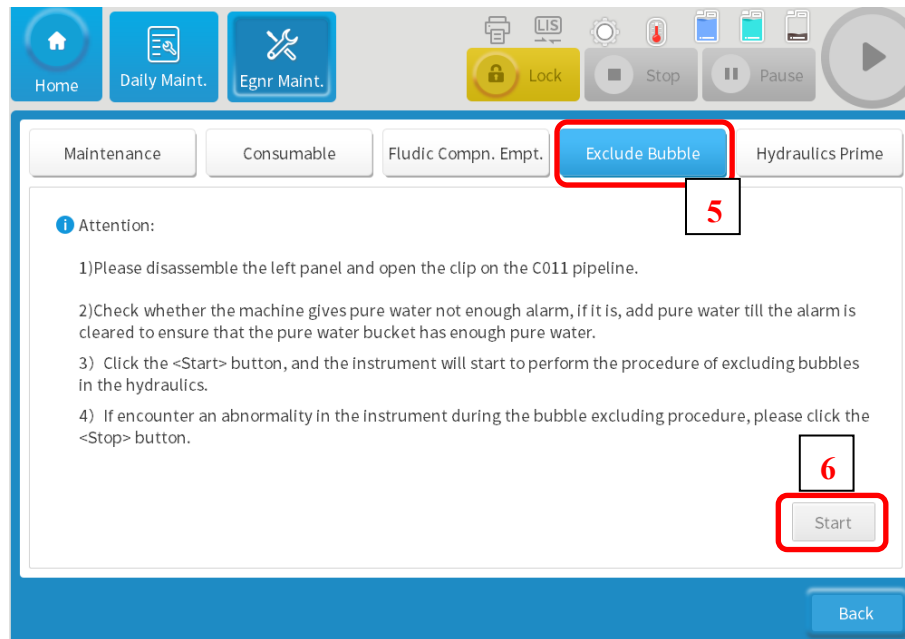 LIS
Home
Daily Maint.
Egnr Maint.
Lock
Stop
Pause
Maintenance
Consumable
Fludic Compn. Empt.
Exclude Bubble
Hydraulics Prime
5
Attention:
1)Please disassemble the left panel and open the clip on the C011 pipeline.
2)Check whether the machine gives pure water not enough alarm, if it is, add pure water till the alarm is
cleared to ensure that the pure water bucket has enough pure water.
3) Click the <Start> button, and the instrument will start to perform the procedure of excluding bubbles
in the hydraulics.
4) If encounter an abnormality in the instrument during the bubble excluding procedure, please click the
<Stop> button.
6
Start
Back